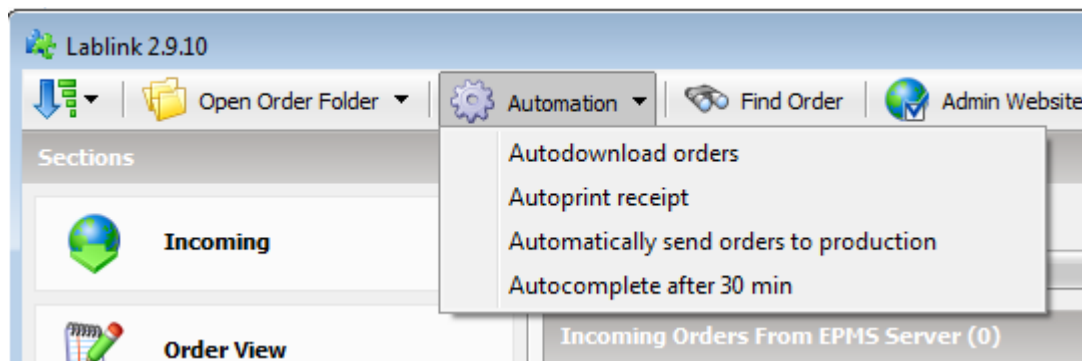 Lablink 2.9.10
Open Order Folder Automation Find Order Admin Website
Sections
Autodownload orders
Autoprint receipt
Automatically send orders to production
Autocomplete after 30 min
Incoming
Order View
Incoming Orders From EPMS Server (0)